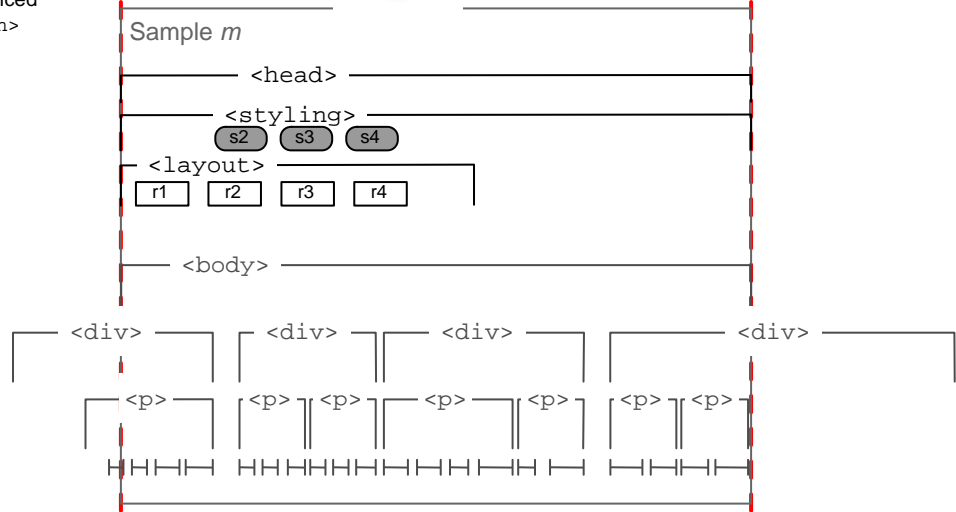 Sample m
<head>
<styling>
s2 s3 s4
<layout>
r1 r2 r3 r4
<body>
<div> <div> <div> <div>
<p> <p> <p> <p> <p> <p> <p>